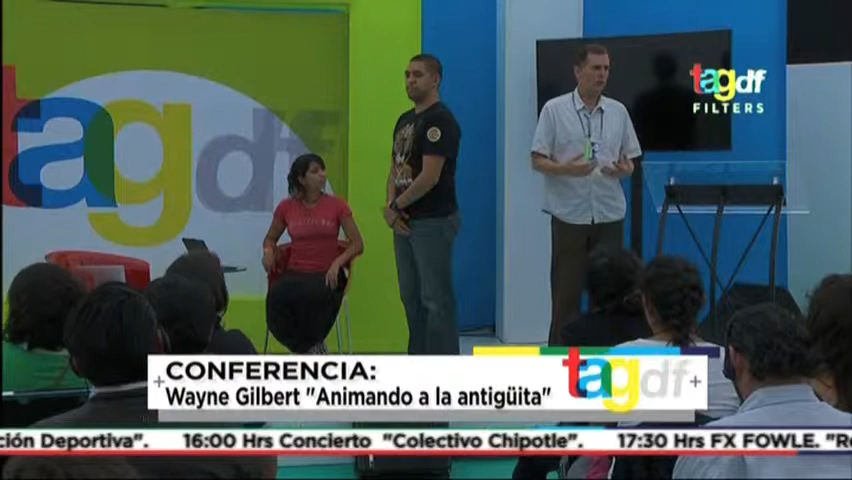 tagdf
FILTERS
tagdf
CONFERENCIA:
Wayne Gilbert "Animando a la antigüita"
tagdf
ción Deportiva". 16:00 Hrs Concierto "Colectivo Chipotle". 17:30 Hrs FX FOWLE. "Re